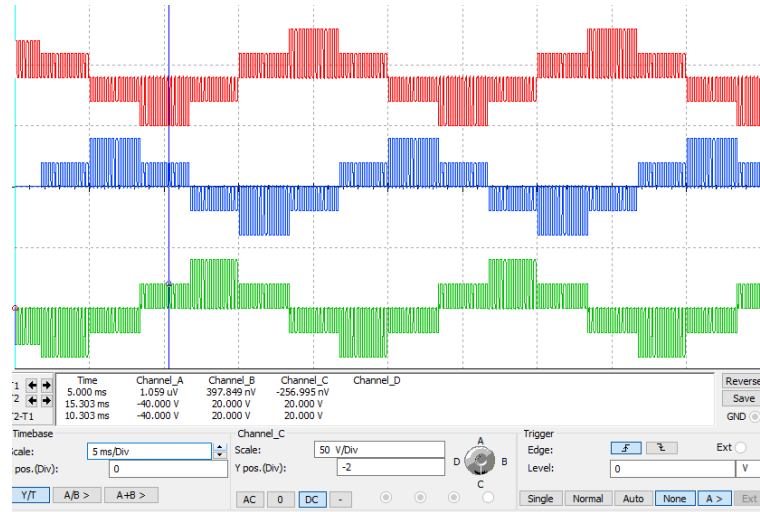 Time Channel_A Channel_B Channel_C Channel_D
T1 5.000 ms 1.059 uV 397.849 nV -256.995 nV
T2 15.303 ms -40.000 V 20.000 V 20.000 V
T2-T1 10.303 ms -40.000 V 20.000 V 20.000 V
Reverse
Save
GND
Timebase
Scale: 5 ms/Div
pos.(Div): 0
Y/T A/B > A+B >
Channel_C
Scale: 50 V/Div
Y pos.(Div): -2
AC 0 DC -
A
D B
C
Trigger
Edge: Ext
Level: 0 V
Single Normal Auto None A > Ext